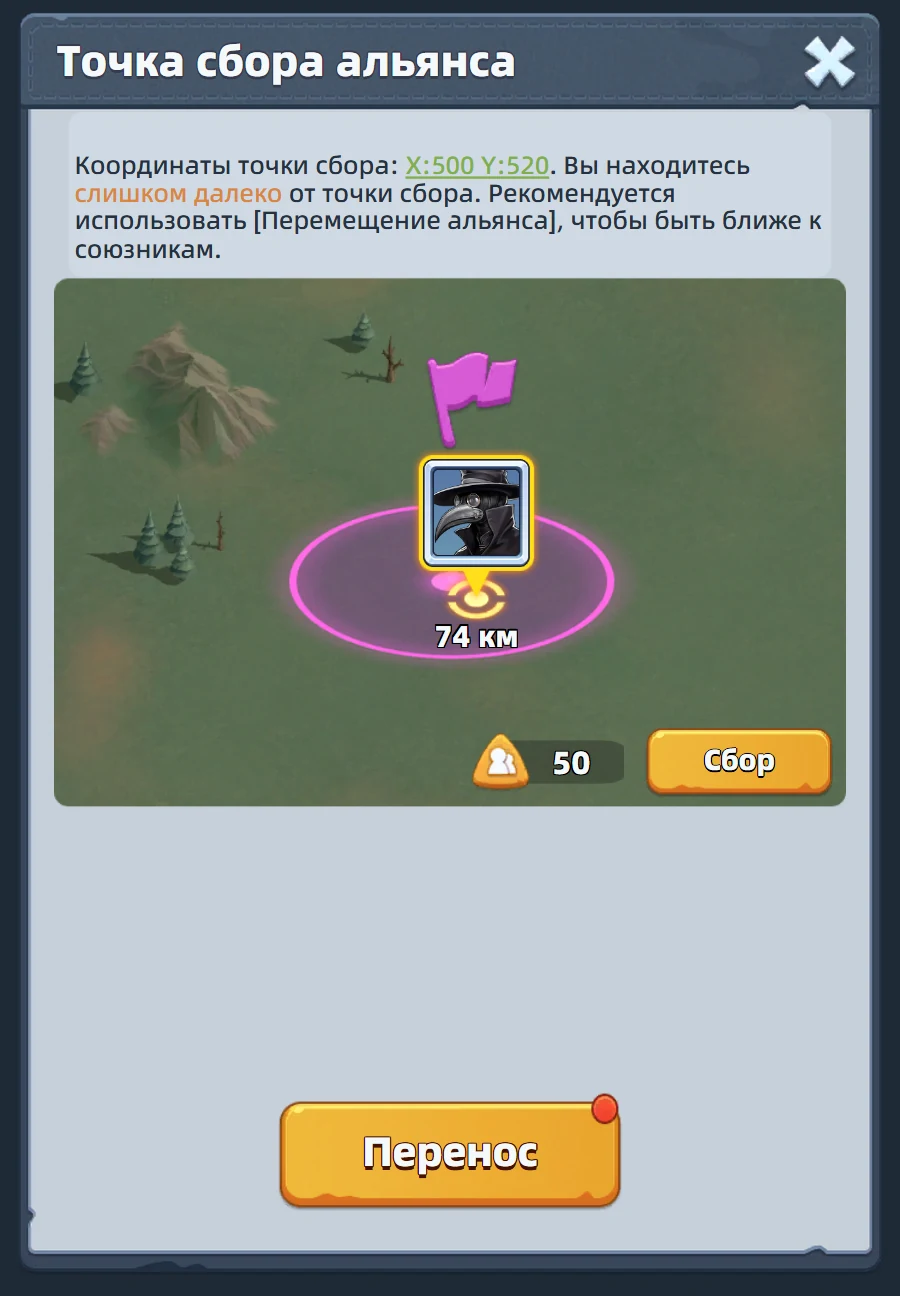 Точка сбора альянса
Координаты точки сбора: X:500 Y:520. Вы находитесь
слишком далеко от точки сбора. Рекомендуется
использовать [Перемещение альянса], чтобы быть ближе к
союзникам.
74 км
50
Сбор
Перенос